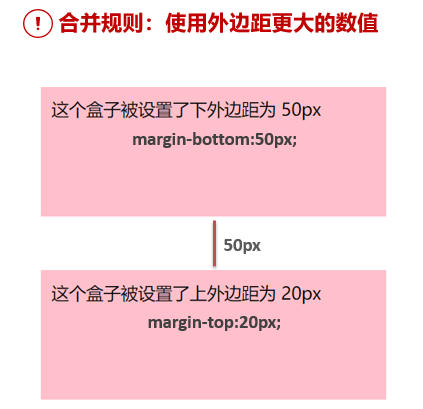 ! 合并规则：使用外边距更大的数值
这个盒子被设置了下外边距为 50px
margin-bottom:50px;
50px
这个盒子被设置了上外边距为 20px
margin-top:20px;